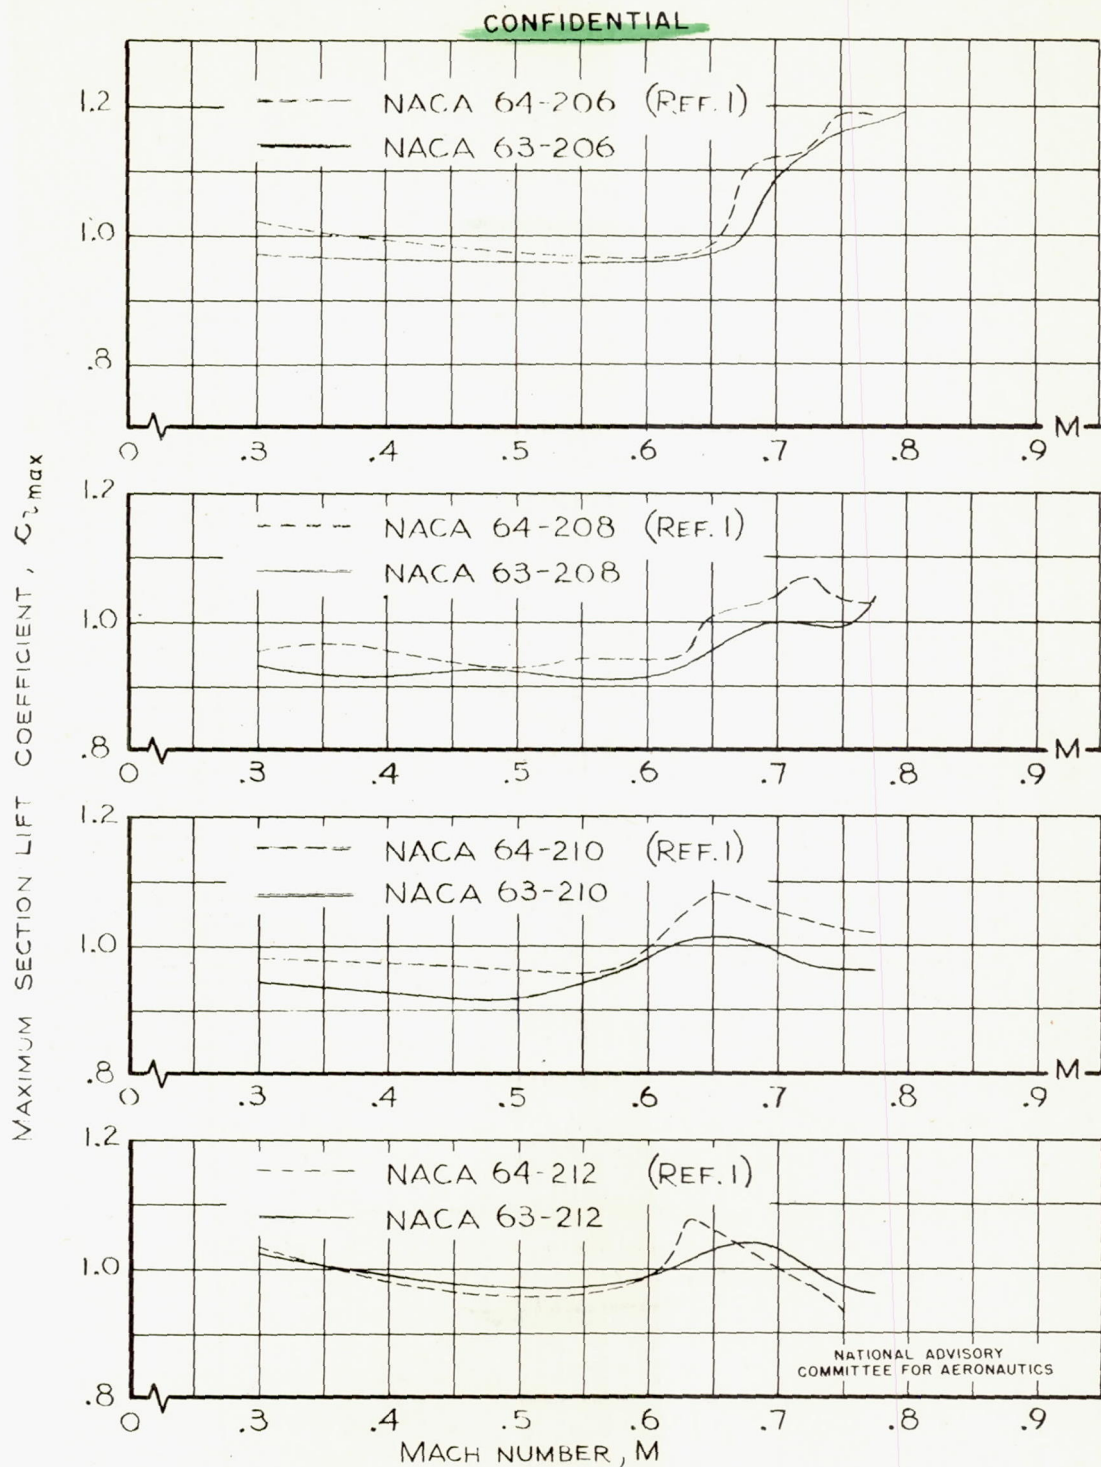 CONFIDENTIAL
1.2
NACA 64-206 (REF. 1)
NACA 63-206
1.0
.8
M
0 .3 .4 .5 .6 .7 .8 .9
1.2
NACA 64-208 (REF. 1)
NACA 63-208
1.0
.8
M
0 .3 .4 .5 .6 .7 .8 .9
1.2
NACA 64-210 (REF. 1)
NACA 63-210
1.0
.8
M
0 .3 .4 .5 .6 .7 .8 .9
1.2
NACA 64-212 (REF. 1)
NACA 63-212
1.0
NATIONAL ADVISORY
COMMITTEE FOR AERONAUTICS
.8
0 .3 .4 .5 .6 .7 .8 .9
MACH NUMBER, M
MAXIMUM SECTION LIFT COEFFICIENT, clmax